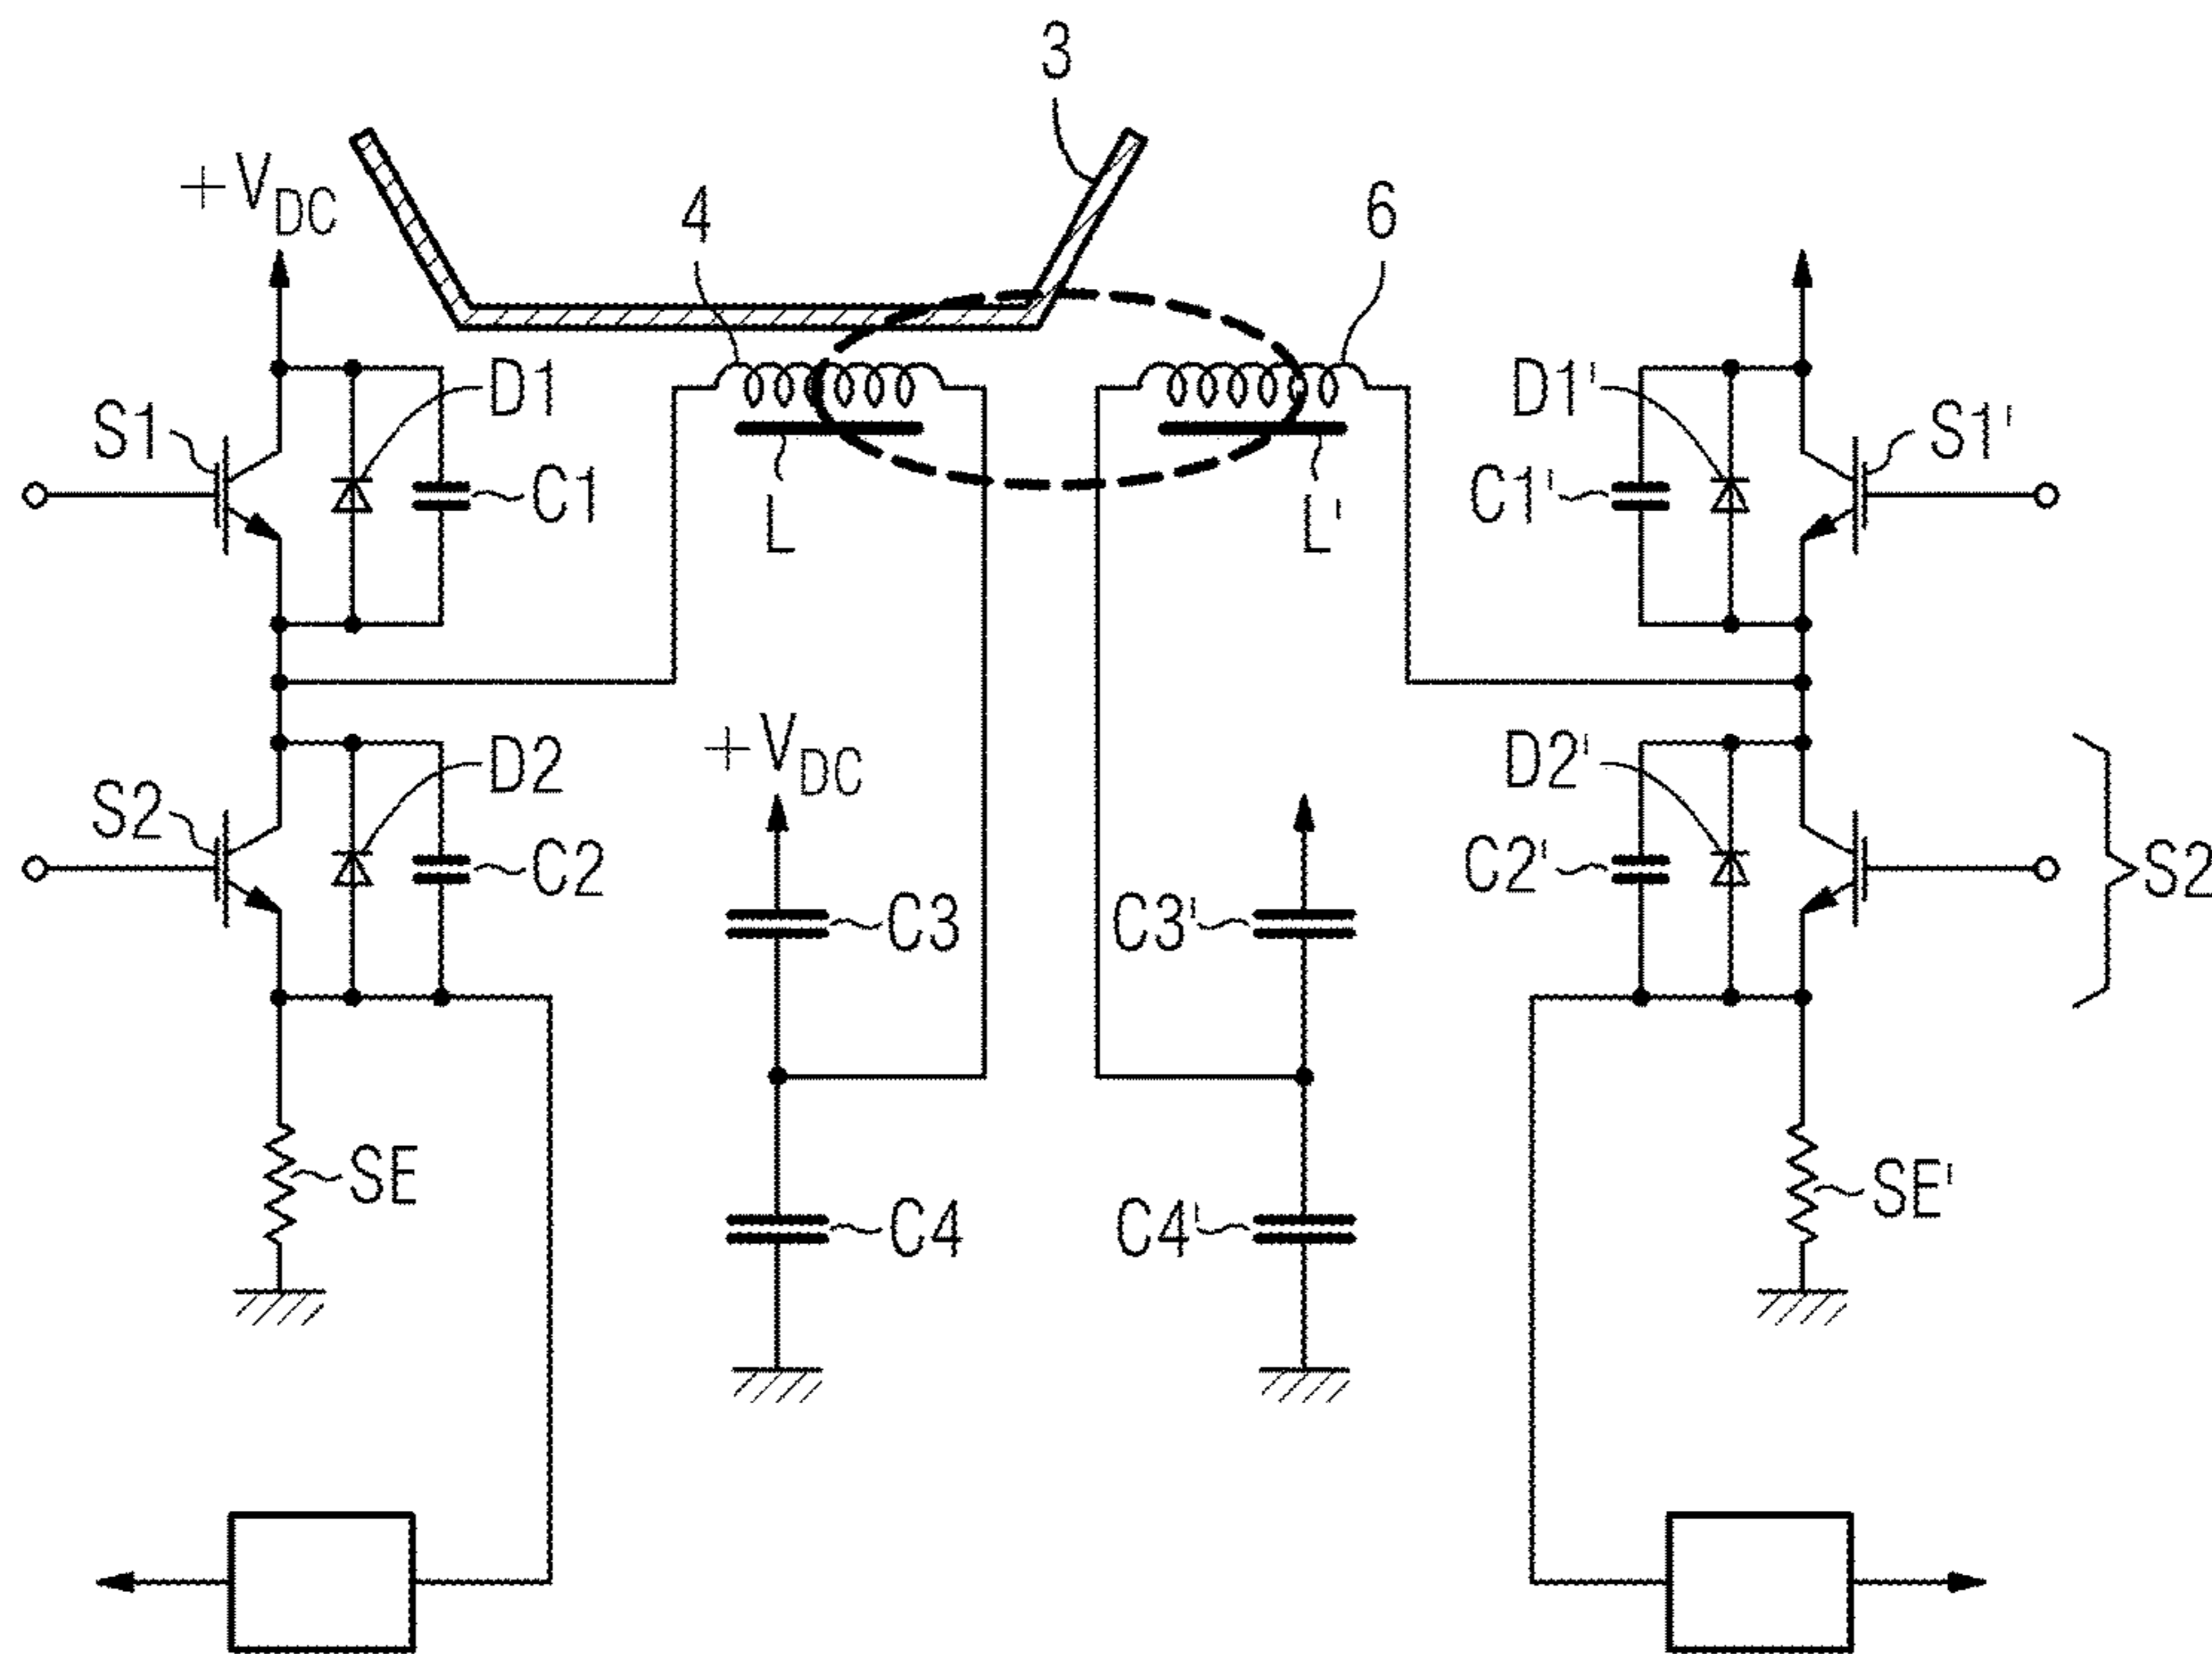 3
+VDC
4
6
S1
D1
C1
L
L'
D1'
C1'
S1'
+VDC
S2
D2
C2
D2'
C2'
S2
C3
C3'
SE
C4
C4'
SE'